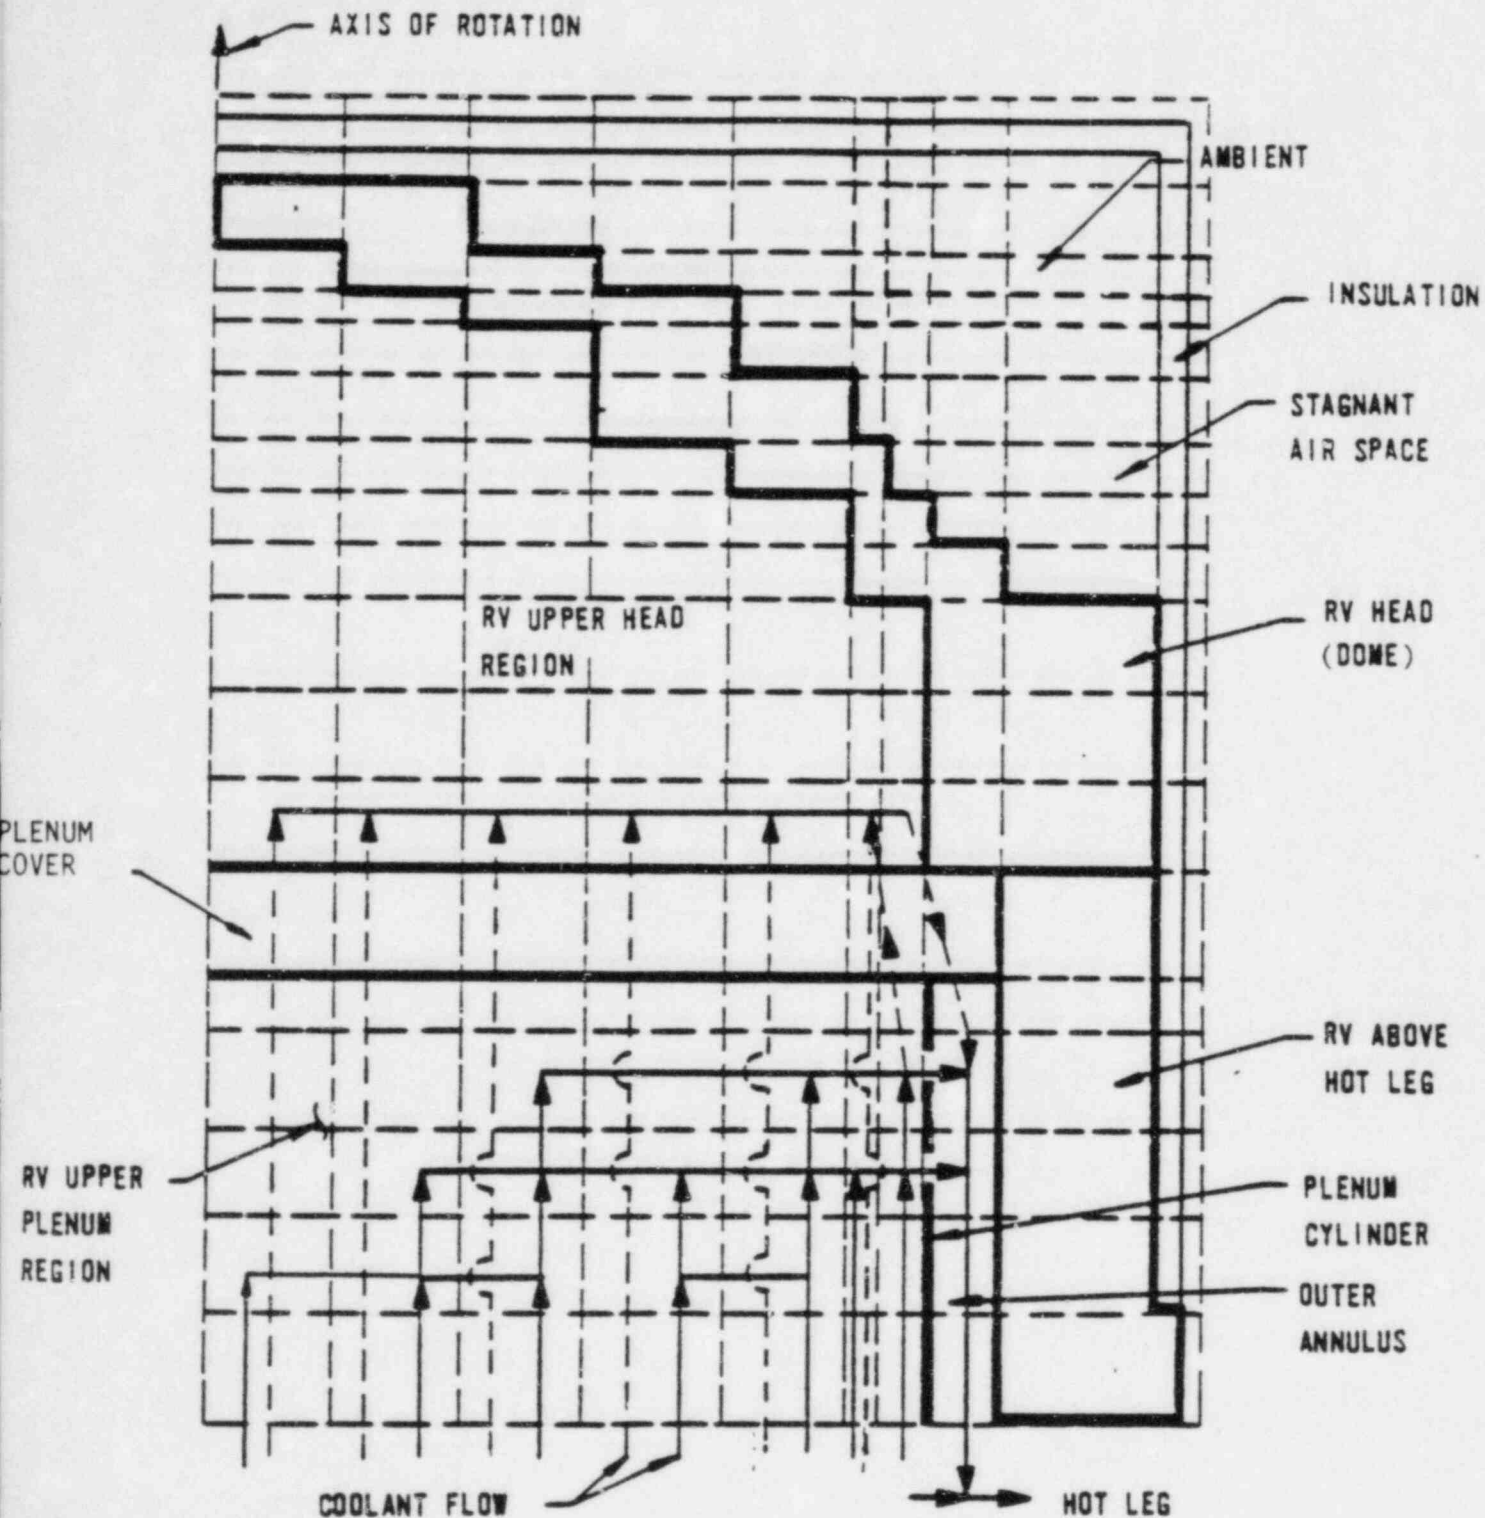 AXIS OF ROTATION
AMBIENT
INSULATION
STAGNANT
AIR SPACE
RV UPPER HEAD
REGION
RV HEAD
(DOME)
PLENUM
COVER
RV ABOVE
HOT LEG
RV UPPER
PLENUM
REGION
PLENUM
CYLINDER
OUTER
ANNULUS
COOLANT FLOW
HOT LEG